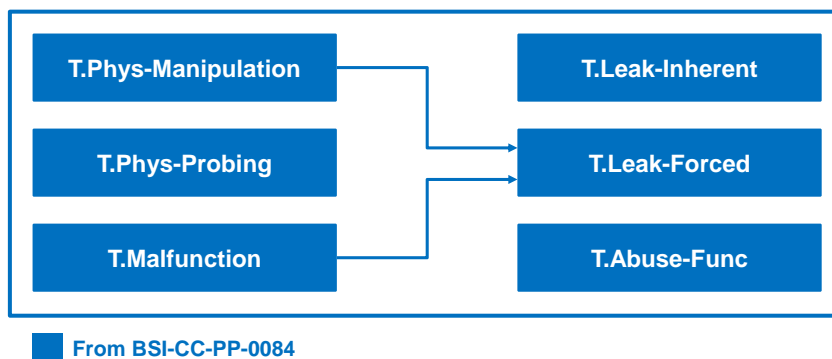 T.Phys-Manipulation
T.Leak-Inherent
T.Phys-Probing
T.Leak-Forced
T.Malfunction
T.Abuse-Func
From BSI-CC-PP-0084